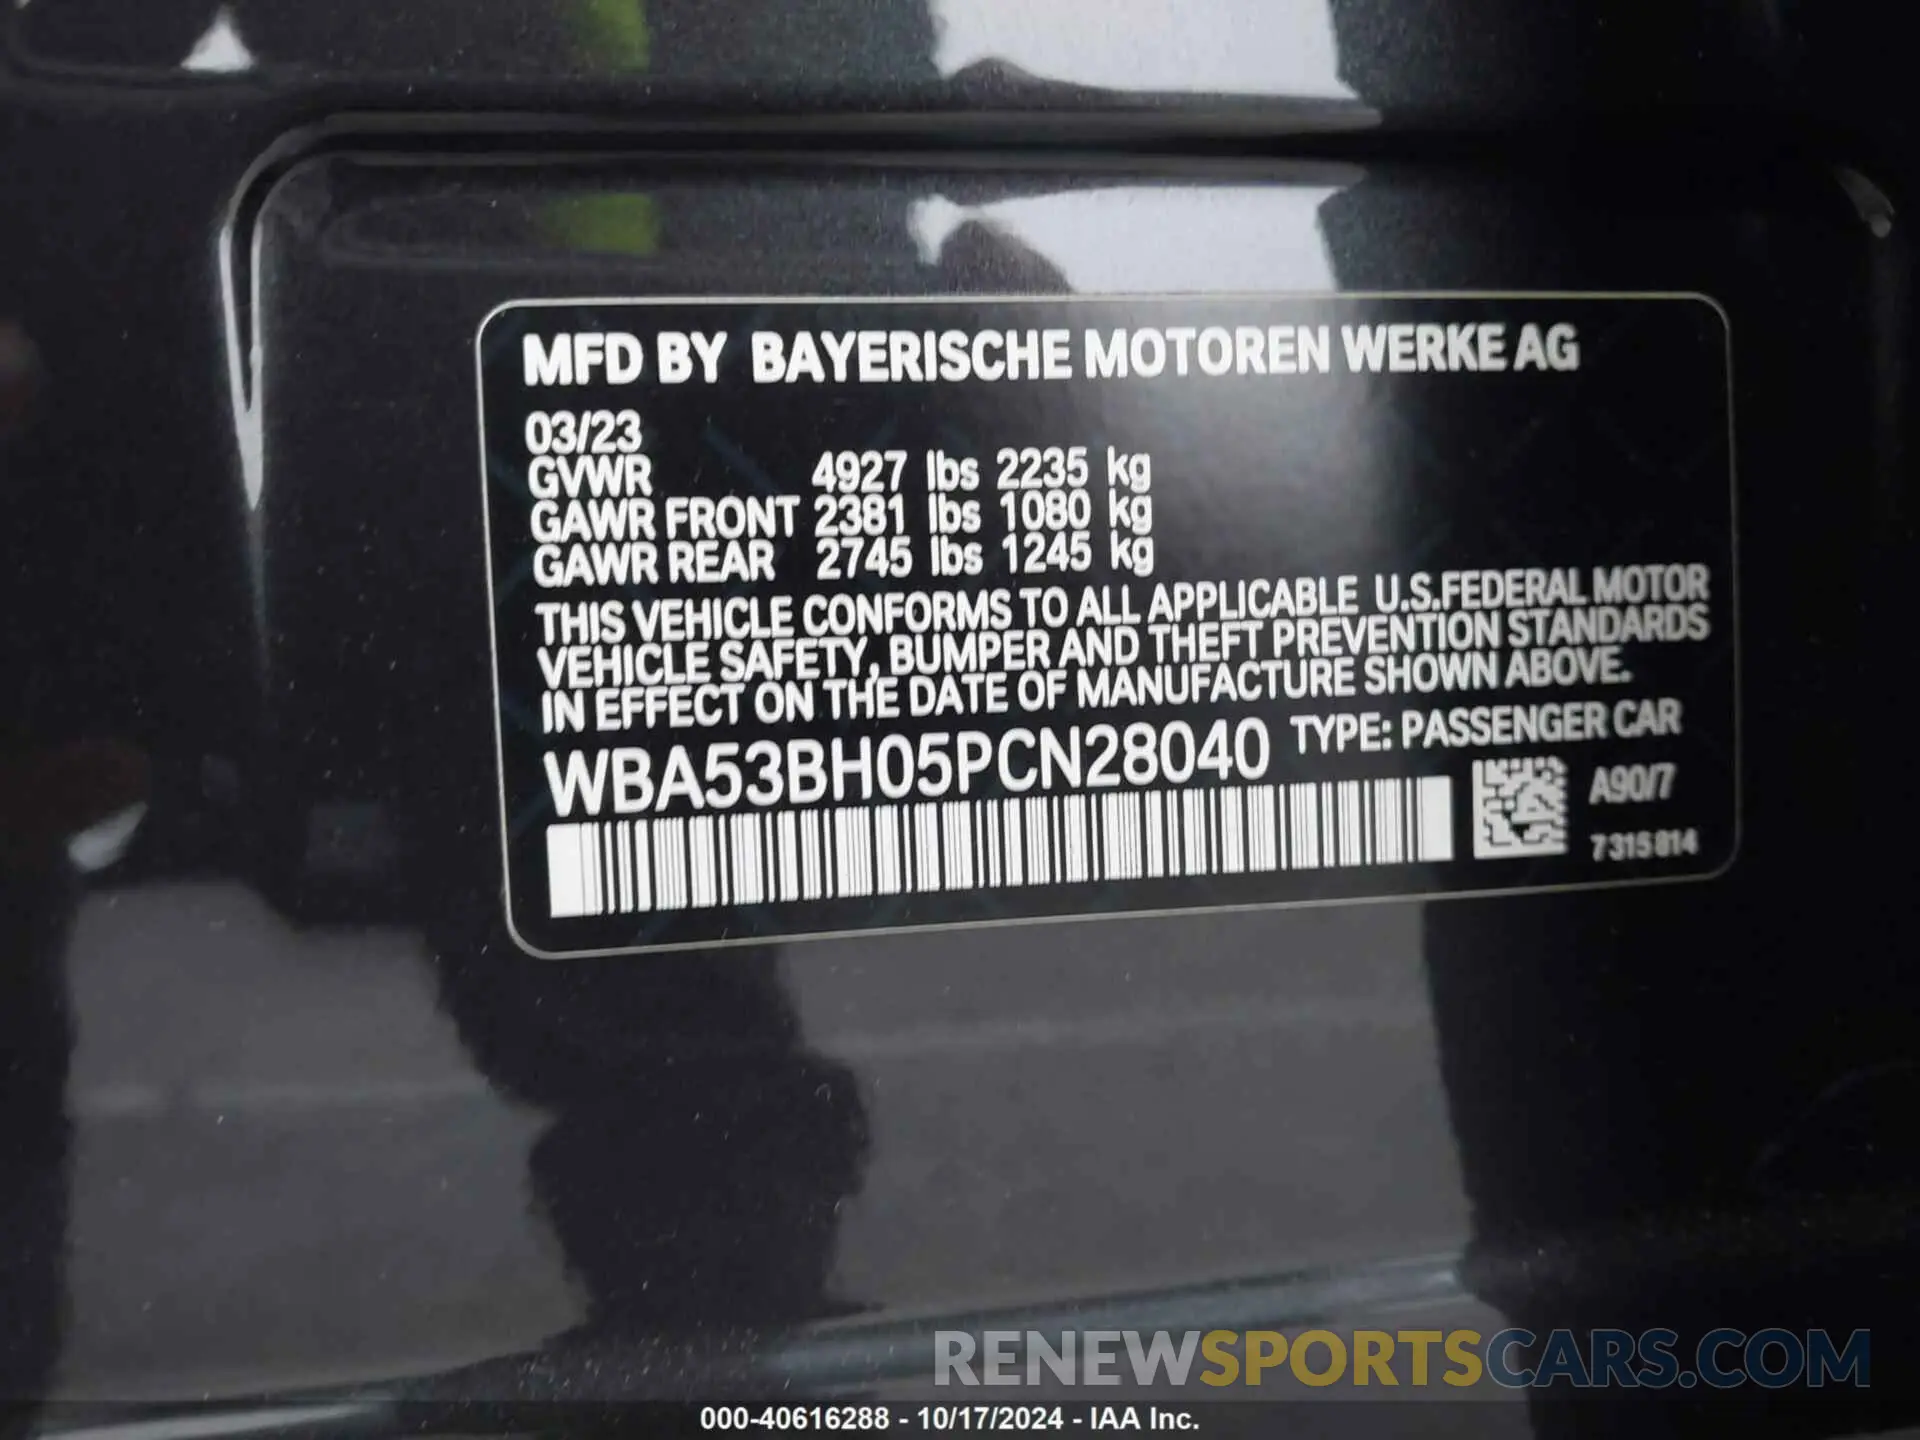 MFD BY BAYERISCHE MOTOREN WERKE AG
03/23
GVWR 4927 lbs 2235 kg
GAWR FRONT 2381 lbs 1080 kg
GAWR REAR 2745 lbs 1245 kg
THIS VEHICLE CONFORMS TO ALL APPLICABLE U.S.FEDERAL MOTOR
VEHICLE SAFETY, BUMPER AND THEFT PREVENTION STANDARDS
IN EFFECT ON THE DATE OF MANUFACTURE SHOWN ABOVE.
WBA53BH05PCN28040 TYPE: PASSENGER CAR
A90/7
7315814
RENEWSPORTSCARS.COM
000-40616288 - 10/17/2024 - IAA Inc.